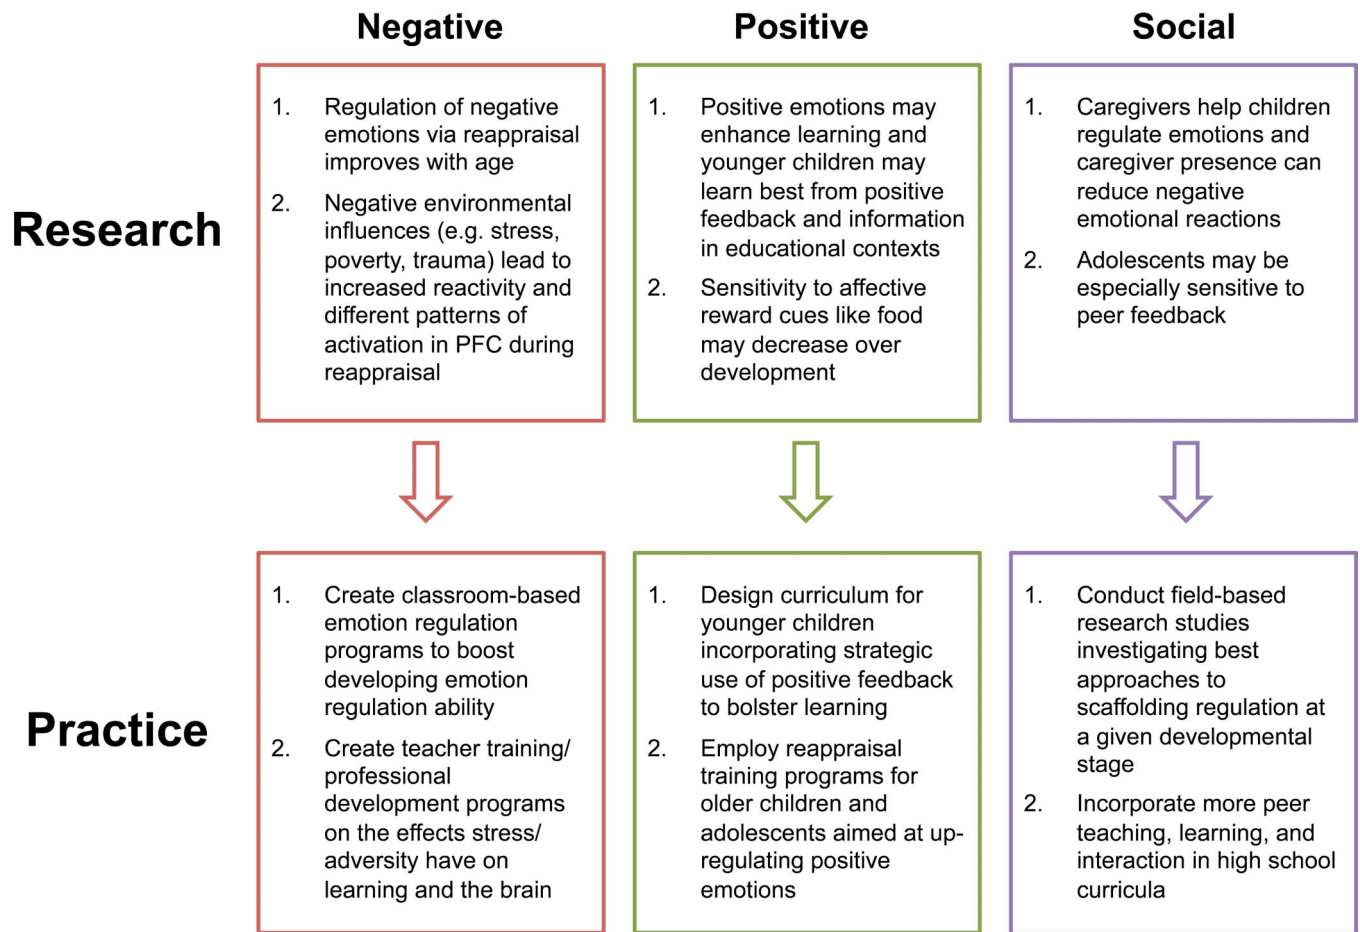 Negative
Positive
Social
Research
1. Regulation of negative
emotions via reappraisal
improves with age
2. Negative environmental
influences (e.g. stress,
poverty, trauma) lead to
increased reactivity and
different patterns of
activation in PFC during
reappraisal
1. Positive emotions may
enhance learning and
younger children may
learn best from positive
feedback and information
in educational contexts
2. Sensitivity to affective
reward cues like food
may decrease over
development
1. Caregivers help children
regulate emotions and
caregiver presence can
reduce negative
emotional reactions
2. Adolescents may be
especially sensitive to
peer feedback
Practice
1. Create classroom-based
emotion regulation
programs to boost
developing emotion
regulation ability
2. Create teacher training/
professional
development programs
on the effects stress/
adversity have on
learning and the brain
1. Design curriculum for
younger children
incorporating strategic
use of positive feedback
to bolster learning
2. Employ reappraisal
training programs for
older children and
adolescents aimed at up-
regulating positive
emotions
1. Conduct field-based
research studies
investigating best
approaches to
scaffolding regulation at
a given developmental
stage
2. Incorporate more peer
teaching, learning, and
interaction in high school
curricula